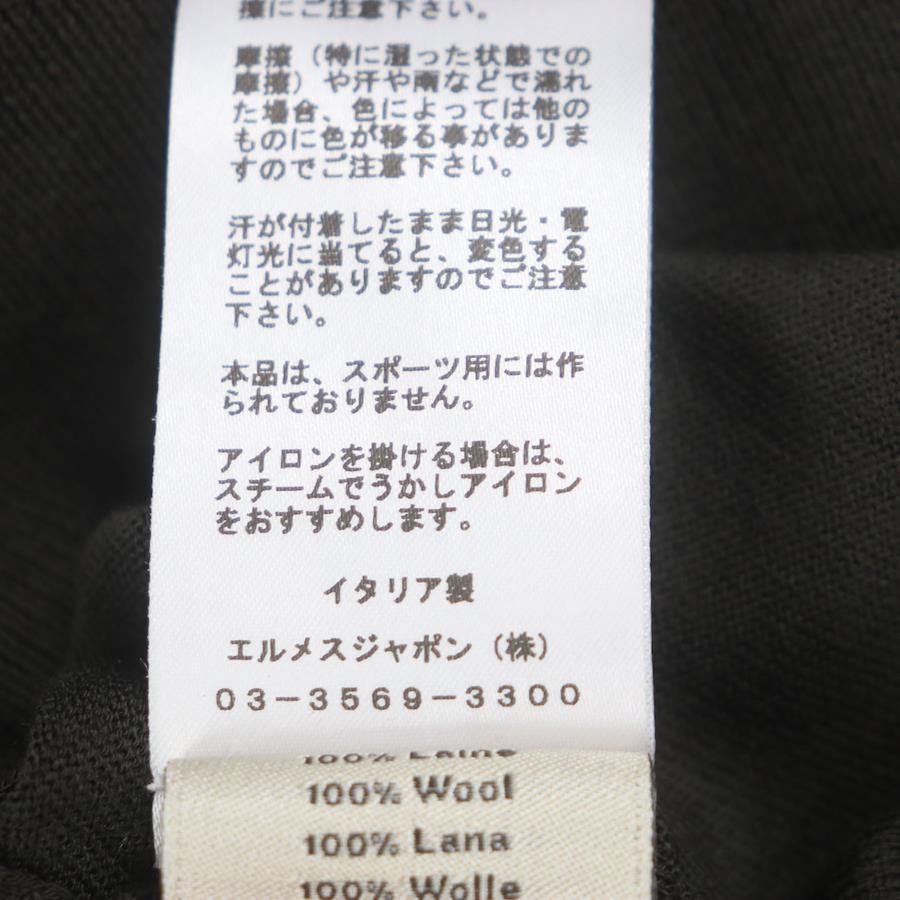 擦にご注意下さい。
摩擦（特に湿った状態での
摩擦）や汗や雨などで濡れ
た場合、色によっては他の
ものに色が移る事がありま
すのでご注意下さい。
汗が付着したまま日光・電
灯光に当てると、変色する
ことがありますのでご注意
下さい。
本品は、スポーツ用には作
られておりません。
アイロンを掛ける場合は、
スチームでうかしアイロン
をおすすめします。
イタリア製
エルメスジャポン（株）
03-3569-3300
100% Laine
100% Wool
100% Lana
100% Wolle